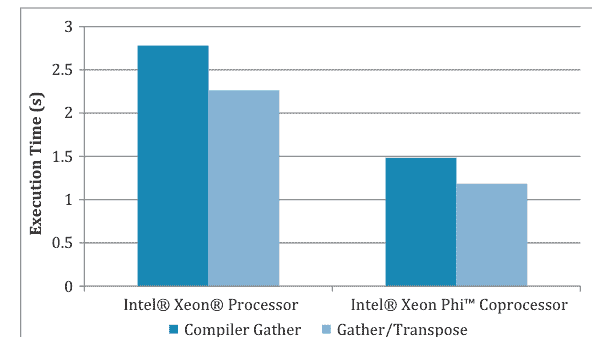 3
2.5
2
1.5
1
0.5
0
Execution Time (s)
Intel® Xeon® Processor
Intel® Xeon Phi™ Coprocessor
Compiler Gather
Gather/Transpose